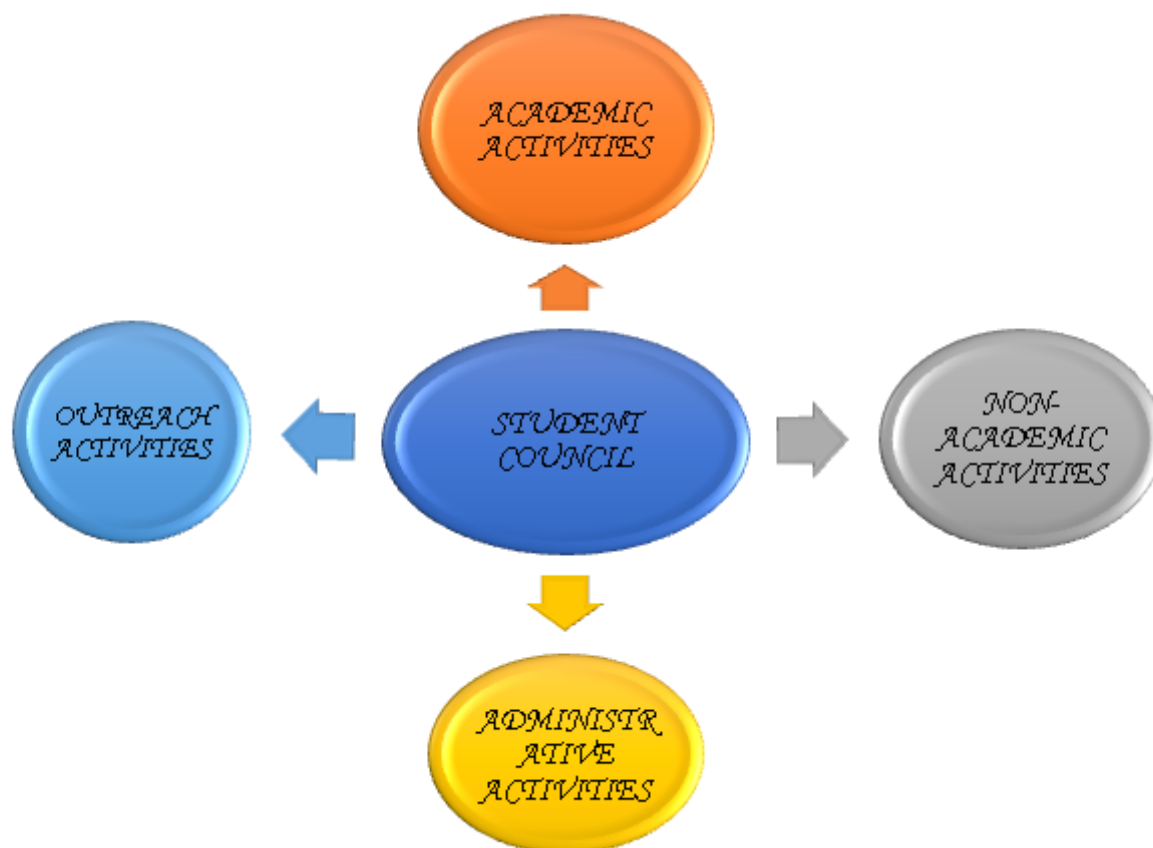 ACADEMIC
ACTIVITIES
OUTREACH
ACTIVITIES
STUDENT
COUNCIL
NON-
ACADEMIC
ACTIVITIES
ADMINISTR
ATIVE
ACTIVITIES